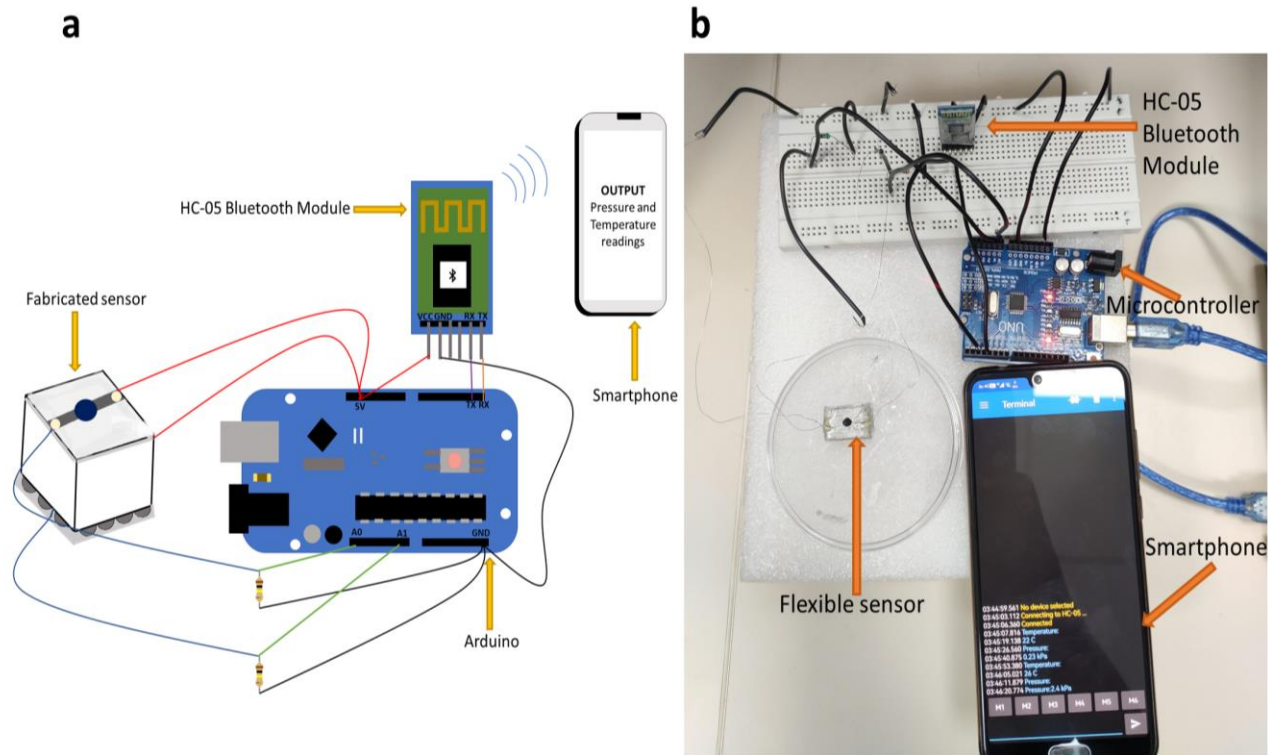 a
HC-05 Bluetooth Module
OUTPUT
Pressure and
Temperature
readings
Fabricated sensor
VCC GND RX TX
Smartphone
5V
TX RX
A0 A1 GND
Arduino
b
HC-05
Bluetooth
Module
Microcontroller
UNO
Flexible sensor
Smartphone
Terminal
03:44:59.561 No device selected
03:45:03.112 Connecting to HC-05 ...
03:45:06.360 Connected
03:45:07.816 Temperature:
03:45:19.138 22 C
03:45:26.560 Pressure:
03:45:40.875 0.23 kPa
03:45:53.380 Temperature:
03:46:05.021 26 C
03:46:11.879 Pressure:
03:46:20.774 Pressure:2.4 kPa
M1 M2 M3 M4 M5 M6